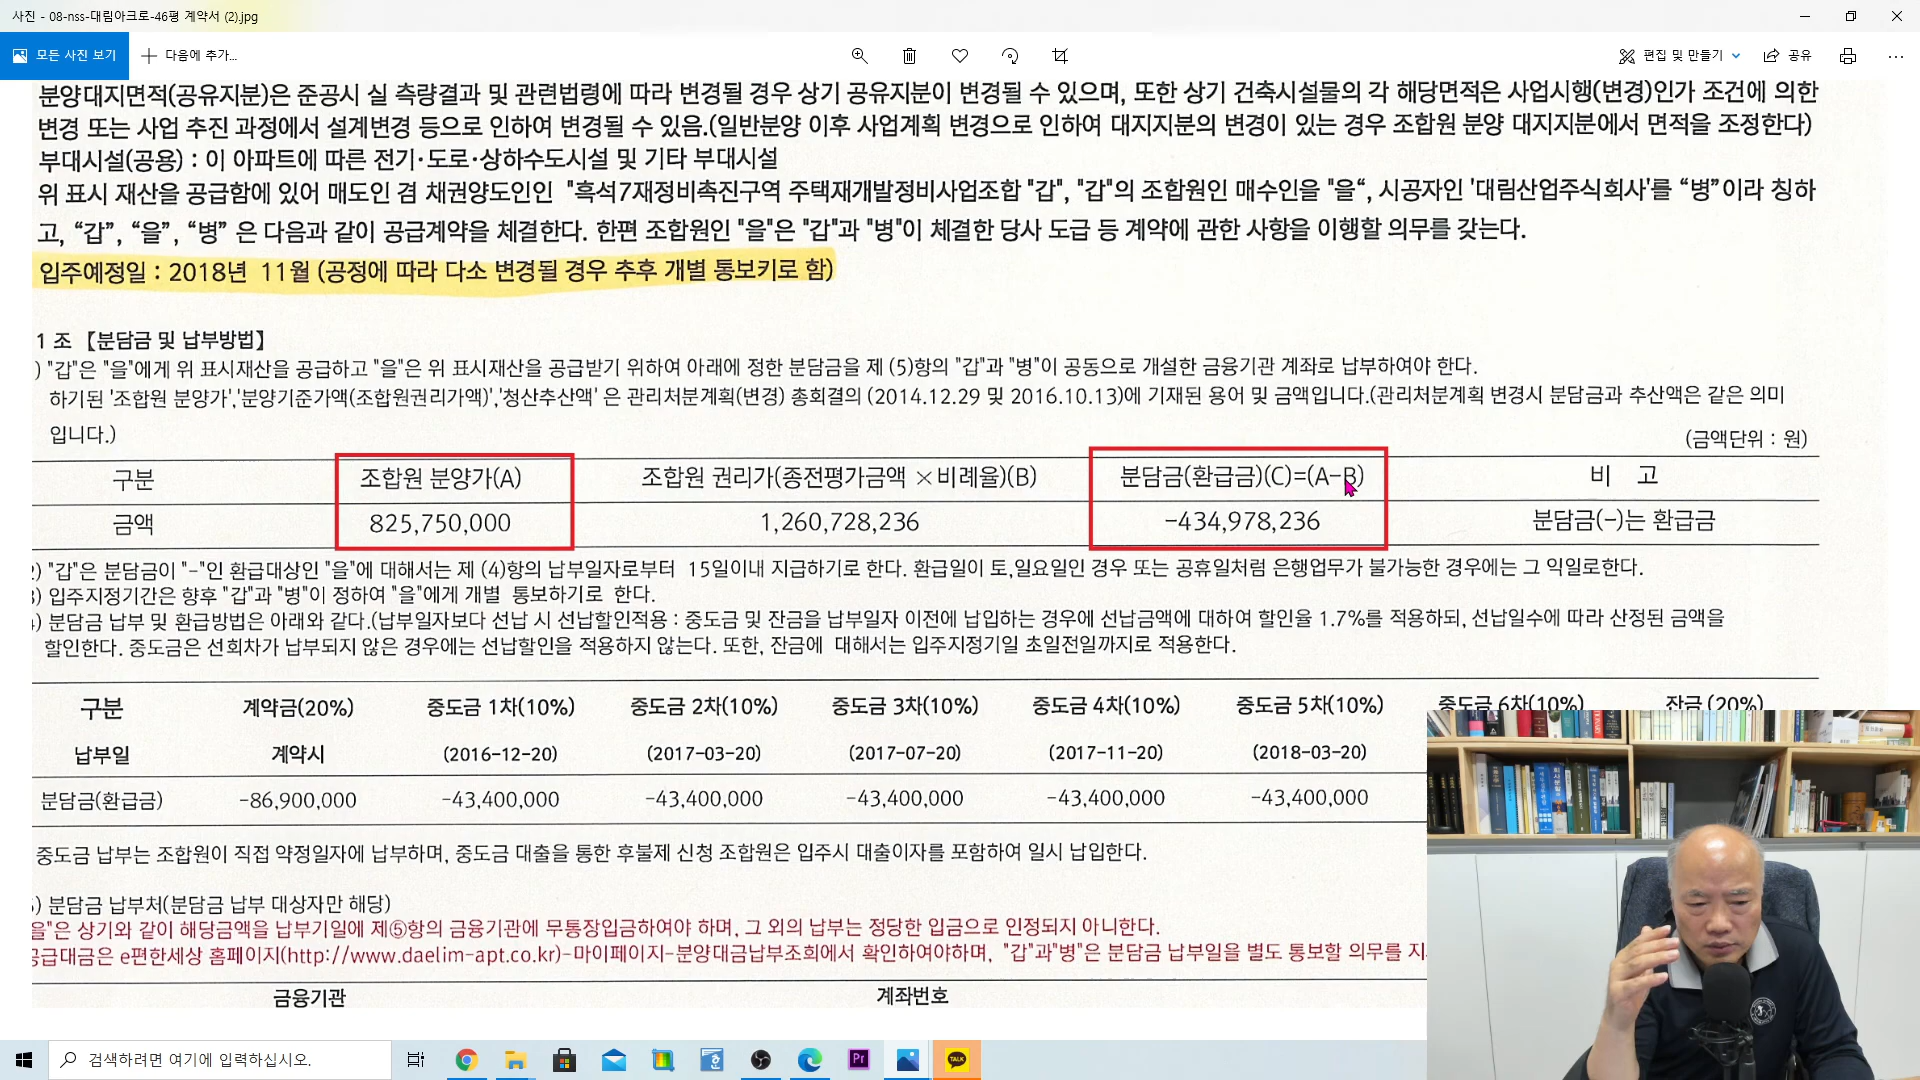 사진 - 08-nss-대림아크로-46평 계약서 (2).jpg
모든 사진 보기
다음에 추가...
편집 및 만들기
공유
분양대지면적(공유지분)은 준공시 실 측량결과 및 관련법령에 따라 변경될 경우 상기 공유지분이 변경될 수 있으며, 또한 상기 건축시설물의 각 해당면적은 사업시행(변경)인가 조건에 의한
변경 또는 사업 추진 과정에서 설계변경 등으로 인하여 변경될 수 있음.(일반분양 이후 사업계획 변경으로 인하여 대지지분의 변경이 있는 경우 조합원 분양 대지지분에서 면적을 조정한다)
부대시설(공용) : 이 아파트에 따른 전기·도로·상하수도시설 및 기타 부대시설
위 표시 재산을 공급함에 있어 매도인 겸 채권양도인인 "흑석7재정비촉진구역 주택재개발정비사업조합 "갑", "갑"의 조합원인 매수인을 "을“, 시공자인 '대림산업주식회사'를 “병”이라 칭하
고, “갑”, “을”, “병” 은 다음과 같이 공급계약을 체결한다. 한편 조합원인 "을"은 "갑"과 "병"이 체결한 당사 도급 등 계약에 관한 사항을 이행할 의무를 갖는다.
입주예정일 : 2018년 11월 (공정에 따라 다소 변경될 경우 추후 개별 통보키로 함)
1 조 【분담금 및 납부방법】
) "갑"은 "을"에게 위 표시재산을 공급하고 "을"은 위 표시재산을 공급받기 위하여 아래에 정한 분담금을 제 (5)항의 "갑"과 "병"이 공동으로 개설한 금융기관 계좌로 납부하여야 한다.
하기된 '조합원 분양가','분양기준가액(조합원권리가액)','청산추산액' 은 관리처분계획(변경) 총회결의 (2014.12.29 및 2016.10.13)에 기재된 용어 및 금액입니다.(관리처분계획 변경시 분담금과 추산액은 같은 의미
입니다.)
(금액단위 : 원)
구분 조합원 분양가(A) 조합원 권리가(종전평가금액 ×비례율)(B) 분담금(환급금)(C)=(A-B) 비 고
금액 825,750,000 1,260,728,236 -434,978,236 분담금(-)는 환급금
2) "갑"은 분담금이 "-"인 환급대상인 "을"에 대해서는 제 (4)항의 납부일자로부터 15일이내 지급하기로 한다. 환급일이 토,일요일인 경우 또는 공휴일처럼 은행업무가 불가능한 경우에는 그 익일로한다.
3) 입주지정기간은 향후 "갑"과 "병"이 정하여 "을"에게 개별 통보하기로 한다.
4) 분담금 납부 및 환급방법은 아래와 같다.(납부일자보다 선납 시 선납할인적용 : 중도금 및 잔금을 납부일자 이전에 납입하는 경우에 선납금액에 대하여 할인율 1.7%를 적용하되, 선납일수에 따라 산정된 금액을
할인한다. 중도금은 선회차가 납부되지 않은 경우에는 선납할인을 적용하지 않는다. 또한, 잔금에 대해서는 입주지정기일 초일전일까지로 적용한다.
구분 계약금(20%) 중도금 1차(10%) 중도금 2차(10%) 중도금 3차(10%) 중도금 4차(10%) 중도금 5차(10%) 중도금 6차(10%) 잔금 (20%)
납부일 계약시 (2016-12-20) (2017-03-20) (2017-07-20) (2017-11-20) (2018-03-20)
분담금(환급금) -86,900,000 -43,400,000 -43,400,000 -43,400,000 -43,400,000 -43,400,000
중도금 납부는 조합원이 직접 약정일자에 납부하며, 중도금 대출을 통한 후불제 신청 조합원은 입주시 대출이자를 포함하여 일시 납입한다.
5) 분담금 납부처(분담금 납부 대상자만 해당)
을"은 상기와 같이 해당금액을 납부기일에 제⑤항의 금융기관에 무통장입금하여야 하며, 그 외의 납부는 정당한 입금으로 인정되지 아니한다.
공급대금은 e편한세상 홈페이지(http://www.daelim-apt.co.kr)-마이페이지-분양대금납부조회에서 확인하여야하며, "갑"과"병"은 분담금 납부일을 별도 통보할 의무를 지
금융기관 계좌번호
검색하려면 여기에 입력하십시오.
Pr
TALK